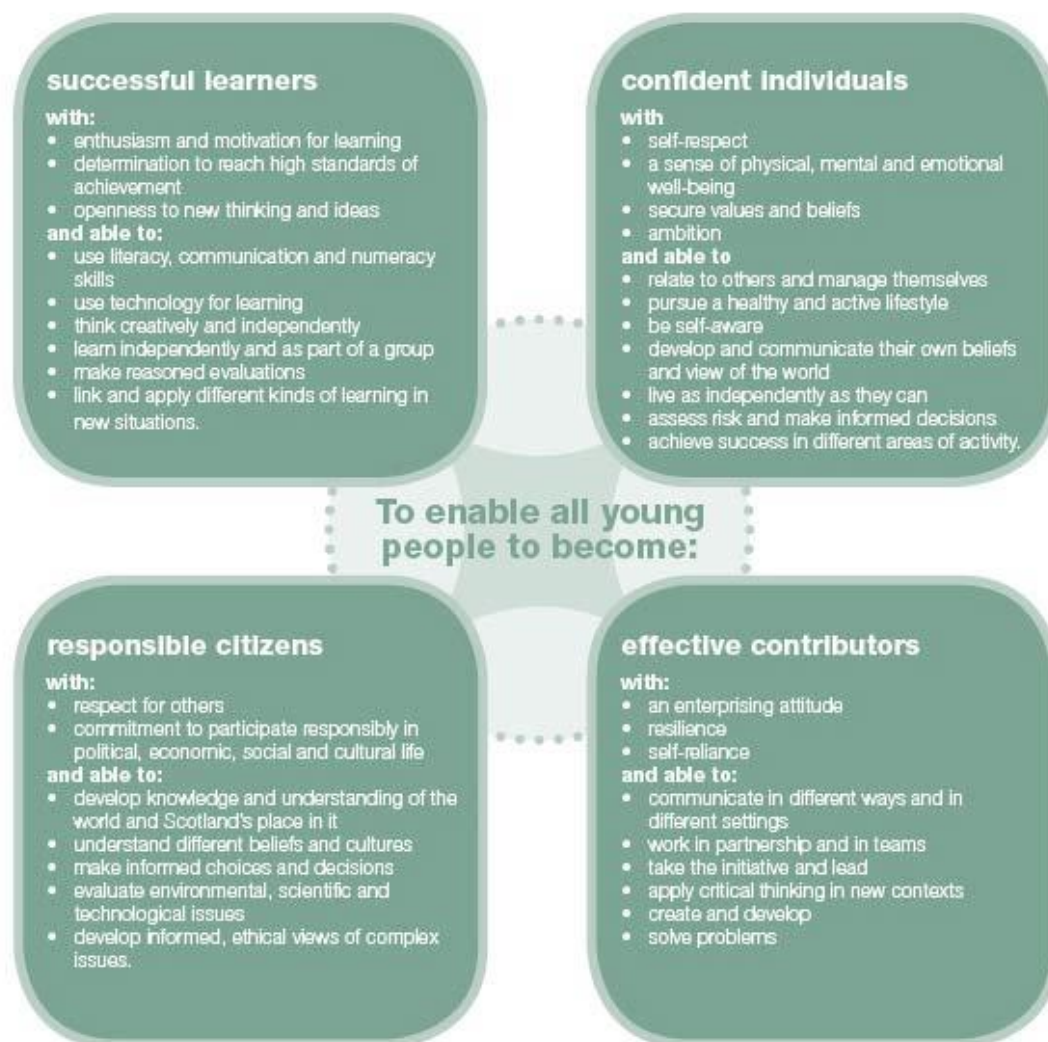 successful learners
with:
• enthusiasm and motivation for learning
• determination to reach high standards of
achievement
• openness to new thinking and ideas
and able to:
• use literacy, communication and numeracy
skills
• use technology for learning
• think creatively and independently
• learn independently and as part of a group
• make reasoned evaluations
• link and apply different kinds of learning in
new situations.
confident individuals
with
• self-respect
• a sense of physical, mental and emotional
well-being
• secure values and beliefs
• ambition
and able to
• relate to others and manage themselves
• pursue a healthy and active lifestyle
• be self-aware
• develop and communicate their own beliefs
and view of the world
• live as independently as they can
• assess risk and make informed decisions
• achieve success in different areas of activity.
To enable all young
people to become:
responsible citizens
with:
• respect for others
• commitment to participate responsibly in
political, economic, social and cultural life
and able to:
• develop knowledge and understanding of the
world and Scotland's place in it
• understand different beliefs and cultures
• make informed choices and decisions
• evaluate environmental, scientific and
technological issues
• develop informed, ethical views of complex
issues.
effective contributors
with:
• an enterprising attitude
• resilience
• self-reliance
and able to:
• communicate in different ways and in
different settings
• work in partnership and in teams
• take the initiative and lead
• apply critical thinking in new contexts
• create and develop
• solve problems